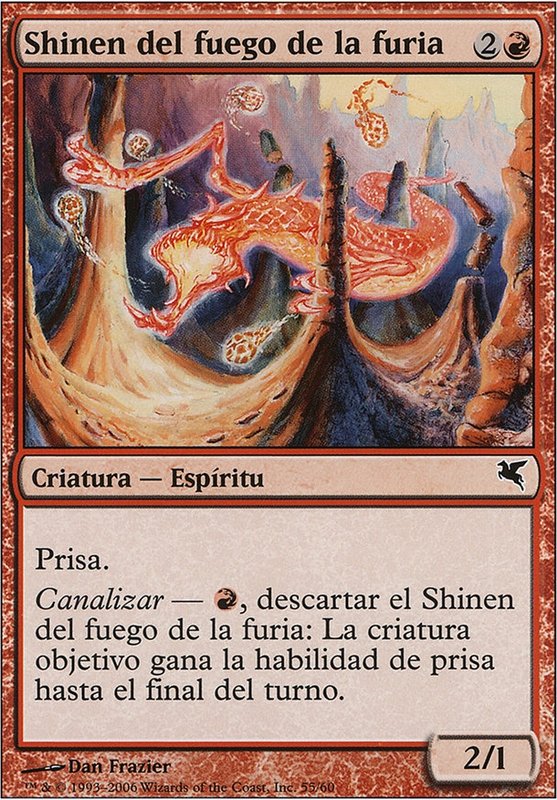 Shinen del fuego de la furia 2
Criatura — Espíritu
Prisa.
Canalizar — , descartar el Shinen
del fuego de la furia: La criatura
objetivo gana la habilidad de prisa
hasta el final del turno.
2/1
Dan Frazier
™ & © 1993–2006 Wizards of the Coast, Inc. 55/60